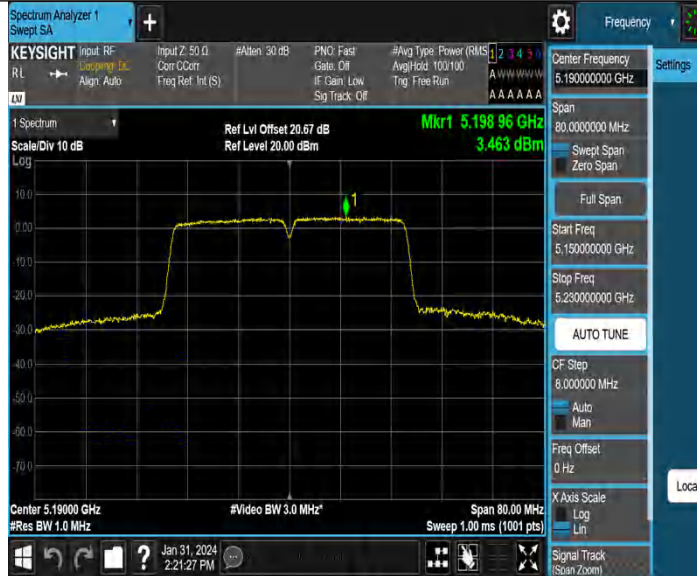 Spectrum Analyzer 1
Swept SA
Frequency
KEYSIGHT
RL
Input: RF
Coupling: DC
Align: Auto
Input Z: 50 Ω
Corr CCorr
Freq Ref: Int (S)
#Atten: 30 dB
PNO: Fast
Gate: Off
IF Gain: Low
Sig Track: Off
#Avg Type: Power (RMS
Avg|Hold: 100/100
Trig: Free Run
1 2 3 4 5 6
A W W W W W
A A A A A A
Center Frequency
5.190000000 GHz
Settings
Span
80.0000000 MHz
Swept Span
Zero Span
Full Span
Start Freq
5.150000000 GHz
Stop Freq
5.230000000 GHz
AUTO TUNE
CF Step
8.000000 MHz
Auto
Man
Freq Offset
0 Hz
X Axis Scale
Log
Lin
Loca
Signal Track
(Span Zoom)
1 Spectrum
Scale/Div 10 dB
Ref Lvl Offset 20.67 dB
Ref Level 20.00 dBm
Mkr1 5.198 96 GHz
3.463 dBm
Log
10.0
0.00
-10.0
-20.0
-30.0
-40.0
-50.0
-60.0
-70.0
1
Center 5.19000 GHz
#Res BW 1.0 MHz
#Video BW 3.0 MHz*
Span 80.00 MHz
Sweep 1.00 ms (1001 pts)
Jan 31, 2024
2:21:27 PM